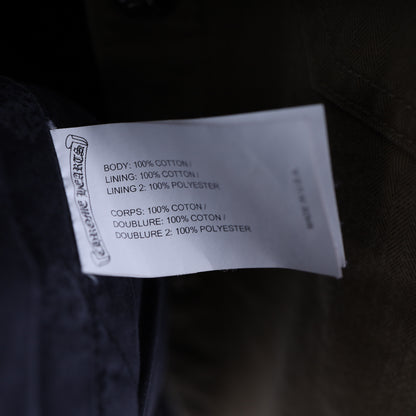 CHROME HEARTS
BODY: 100% COTTON /
LINING: 100% COTTON /
LINING 2: 100% POLYESTER
CORPS: 100% COTON /
DOUBLURE: 100% COTON /
DOUBLURE 2: 100% POLYESTER
MADE IN U.S.A.